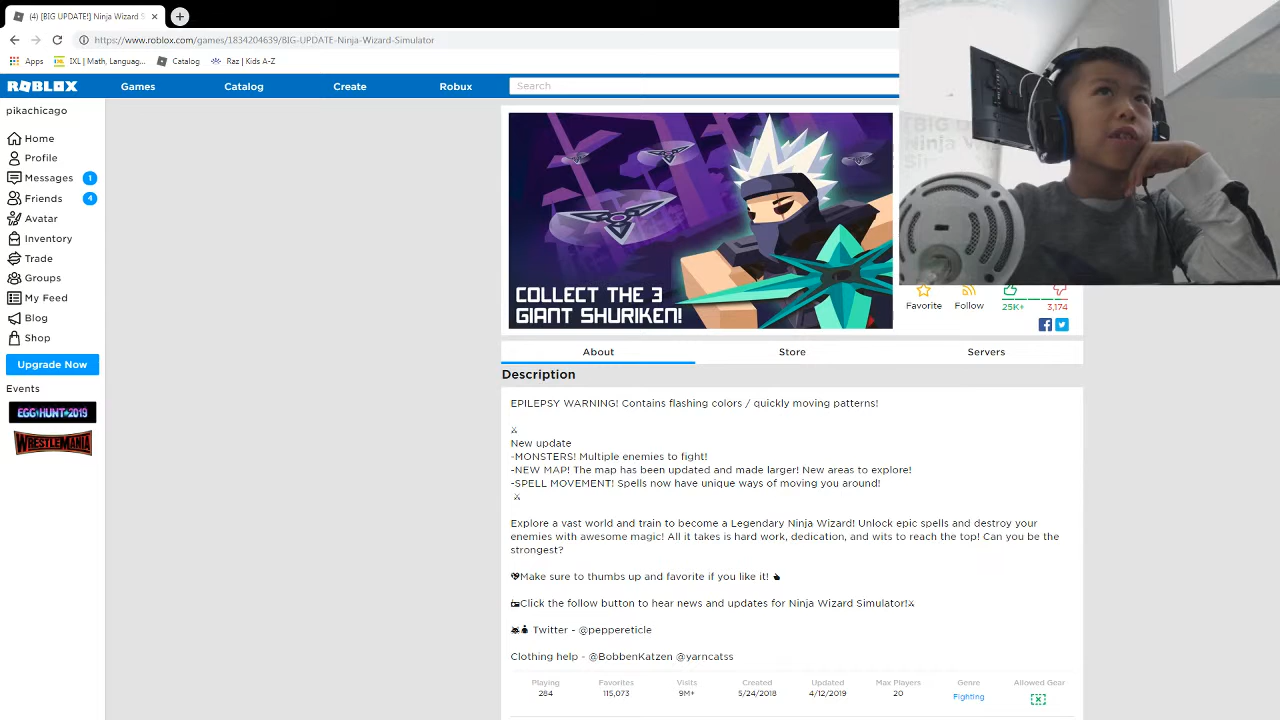 (4) [BIG UPDATE!] Ninja Wizard S
https://www.roblox.com/games/1834204639/BIG-UPDATE-Ninja-Wizard-Simulator
Apps IXL | Math, Languag... Catalog Raz | Kids A-Z
ROBLOX Games Catalog Create Robux Search
pikachicago
Home
Profile
Messages 1
Friends 4
Avatar
Inventory
Trade
Groups
My Feed
Blog
Shop
Upgrade Now
Events
EGG HUNT 2019
WRESTLEMANIA
COLLECT THE 3
GIANT SHURIKEN!
Favorite Follow 25K+ 3,174
About Store Servers
Description
EPILEPSY WARNING! Contains flashing colors / quickly moving patterns!
⚔
New update
-MONSTERS! Multiple enemies to fight!
-NEW MAP! The map has been updated and made larger! New areas to explore!
-SPELL MOVEMENT! Spells now have unique ways of moving you around!
⚔
Explore a vast world and train to become a Legendary Ninja Wizard! Unlock epic spells and destroy your
enemies with awesome magic! All it takes is hard work, dedication, and wits to reach the top! Can you be the
strongest?
Make sure to thumbs up and favorite if you like it!
Click the follow button to hear news and updates for Ninja Wizard Simulator!⚔
Twitter - @peppereticle
Clothing help - @BobbenKatzen @yarncatss
Playing Favorites Visits Created Updated Max Players Genre Allowed Gear
284 115,073 9M+ 5/24/2018 4/12/2019 20 Fighting